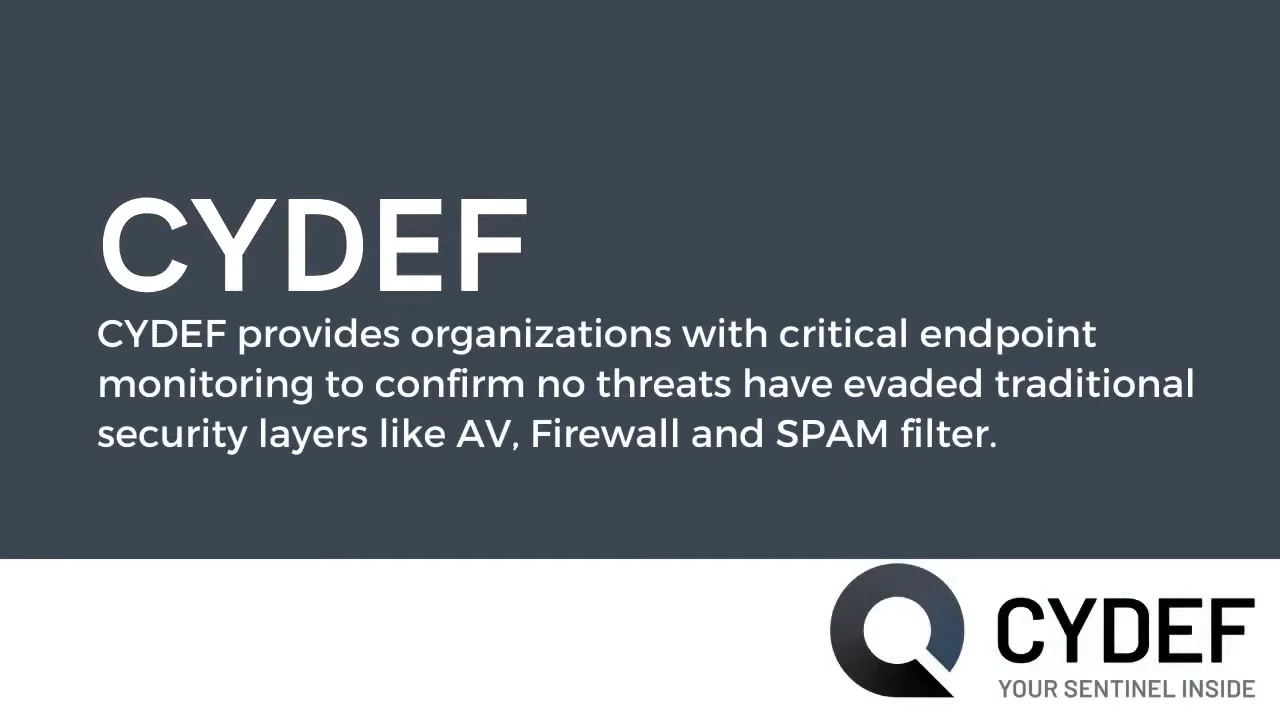 CYDEF
CYDEF provides organizations with critical endpoint
monitoring to confirm no threats have evaded traditional
security layers like AV, Firewall and SPAM filter.
CYDEF
YOUR SENTINEL INSIDE